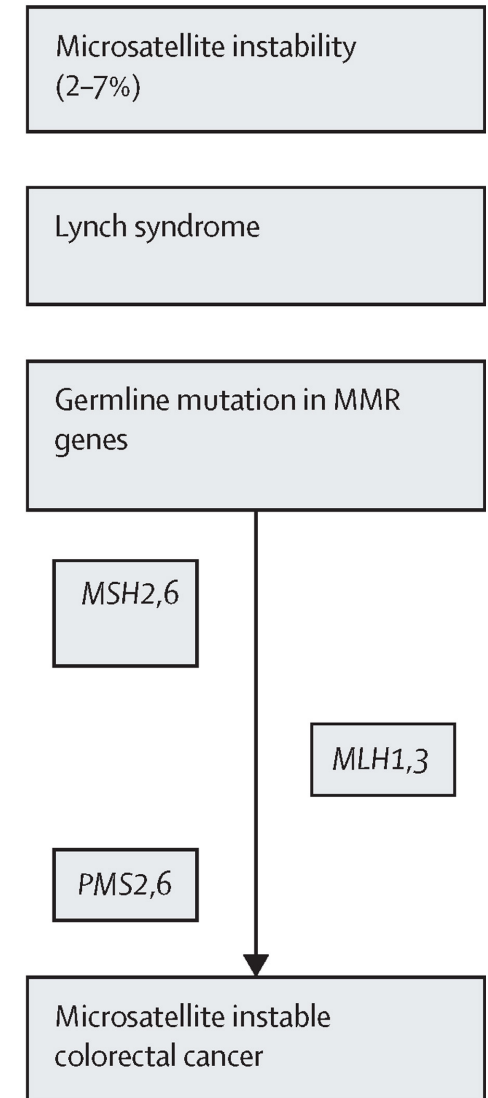 Microsatellite instability
(2–7%)
Lynch syndrome
Germline mutation in MMR
genes
MSH2,6
MLH1,3
PMS2,6
Microsatellite instable
colorectal cancer